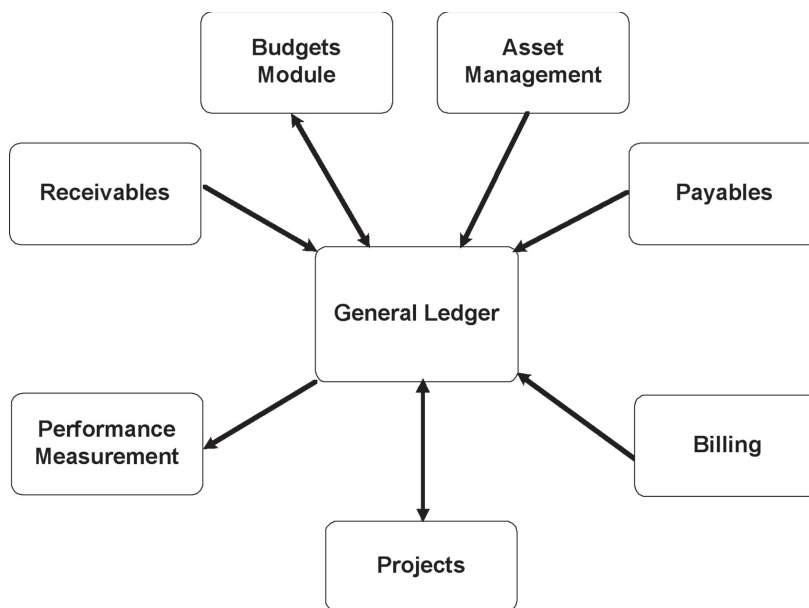 Budgets
Module
Asset
Management
Receivables
Payables
General Ledger
Performance
Measurement
Billing
Projects